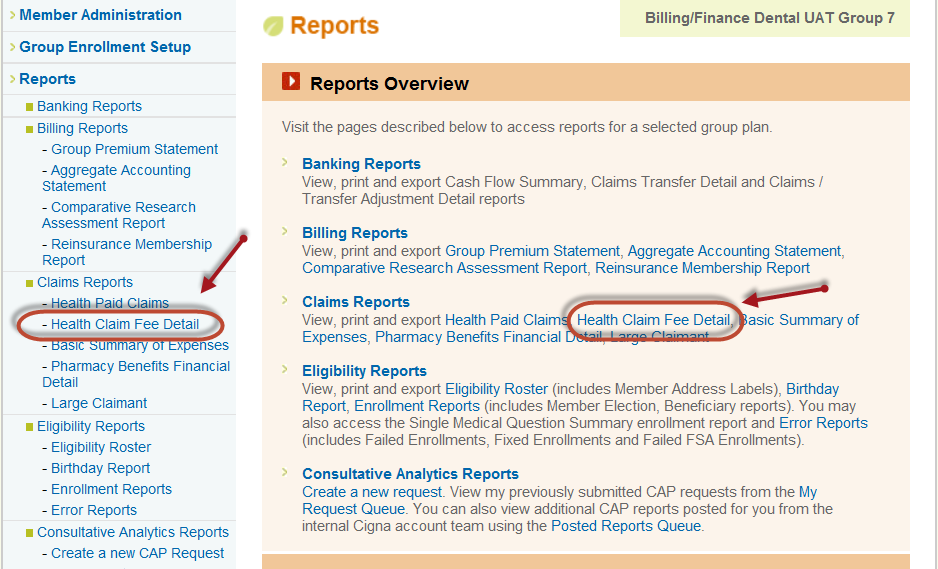 Member Administration
Group Enrollment Setup
Reports
Banking Reports
Billing Reports
- Group Premium Statement
- Aggregate Accounting
Statement
- Comparative Research
Assessment Report
- Reinsurance Membership
Report
Claims Reports
- Health Paid Claims
- Health Claim Fee Detail
- Basic Summary of Expenses
- Pharmacy Benefits Financial
Detail
- Large Claimant
Eligibility Reports
- Eligibility Roster
- Birthday Report
- Enrollment Reports
- Error Reports
Consultative Analytics Reports
- Create a new CAP Request
Reports
Billing/Finance Dental UAT Group 7
Reports Overview
Visit the pages described below to access reports for a selected group plan.
Banking Reports
View, print and export Cash Flow Summary, Claims Transfer Detail and Claims /
Transfer Adjustment Detail reports
Billing Reports
View, print and export Group Premium Statement, Aggregate Accounting Statement,
Comparative Research Assessment Report, Reinsurance Membership Report
Claims Reports
View, print and export Health Paid Claims, Health Claim Fee Detail, Basic Summary of
Expenses, Pharmacy Benefits Financial Detail, Large Claimant
Eligibility Reports
View, print and export Eligibility Roster (includes Member Address Labels), Birthday
Report, Enrollment Reports (includes Member Election, Beneficiary reports). You may
also access the Single Medical Question Summary enrollment report and Error Reports
(includes Failed Enrollments, Fixed Enrollments and Failed FSA Enrollments).
Consultative Analytics Reports
Create a new request. View my previously submitted CAP requests from the My
Request Queue. You can also view additional CAP reports posted for you from the
internal Cigna account team using the Posted Reports Queue.